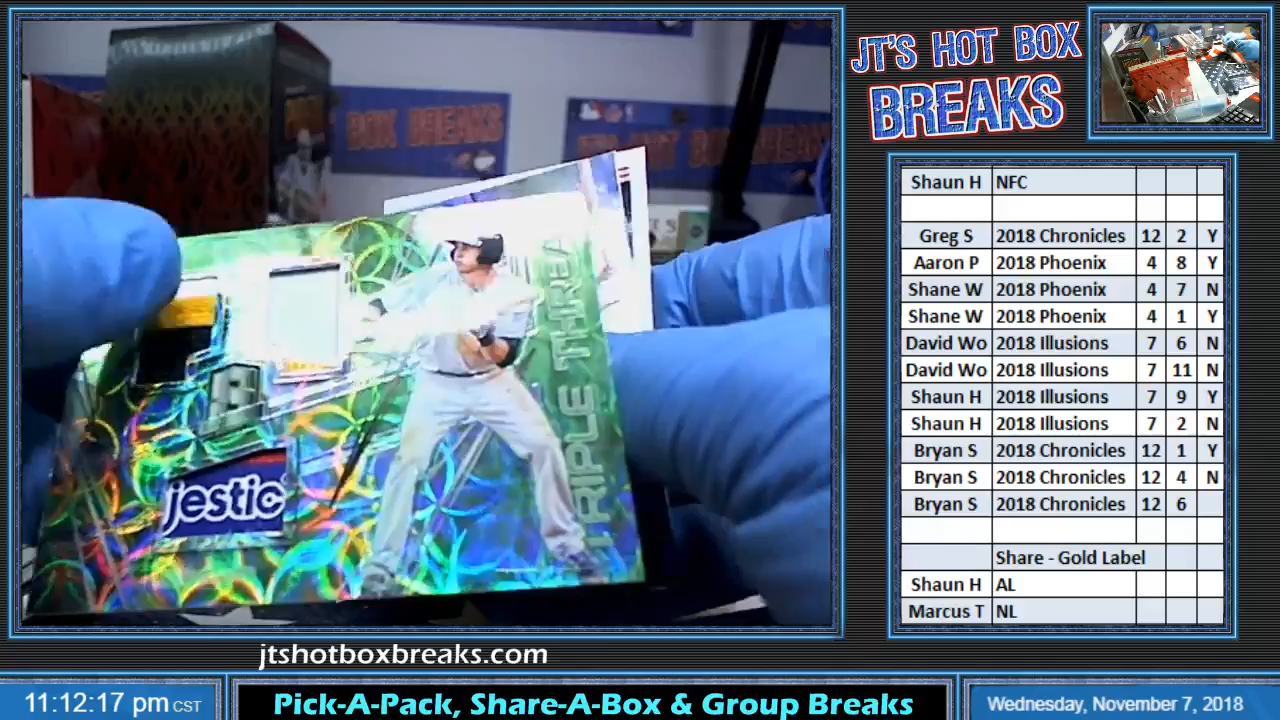 JT'S HOT BOX
BREAKS
BOX BREAKS
TRIPLE THREA
jestic
Shaun H NFC
Greg S 2018 Chronicles 12 2 Y
Aaron P 2018 Phoenix 4 8 Y
Shane W 2018 Phoenix 4 7 N
Shane W 2018 Phoenix 4 1 Y
David Wo 2018 Illusions 7 6 N
David Wo 2018 Illusions 7 11 N
Shaun H 2018 Illusions 7 9 Y
Shaun H 2018 Illusions 7 2 N
Bryan S 2018 Chronicles 12 1 Y
Bryan S 2018 Chronicles 12 4 N
Bryan S 2018 Chronicles 12 6
Share - Gold Label
Shaun H AL
Marcus T NL
jtshotboxbreaks.com
11:12:17 pm CST
Pick-A-Pack, Share-A-Box & Group Breaks
Wednesday, November 7, 2018